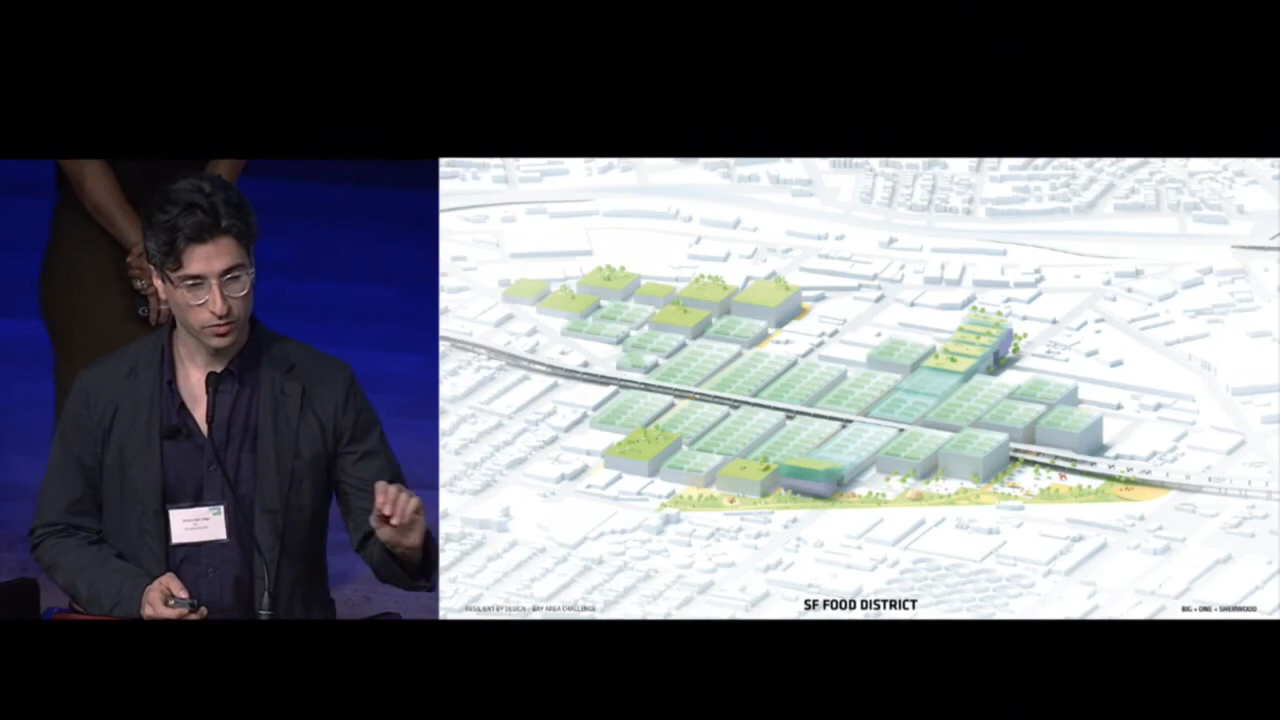 RESILIENT BY DESIGN | BAY AREA CHALLENGE
SF FOOD DISTRICT
BIG + ONE + SHERWOOD